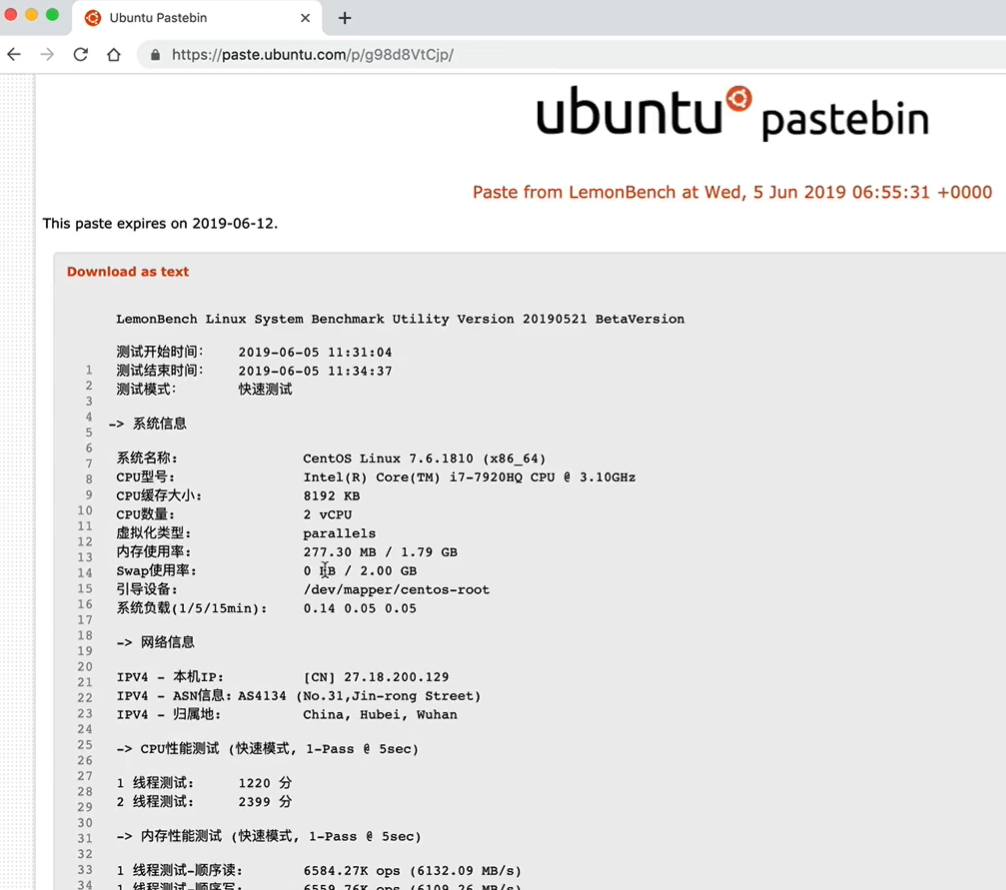 Ubuntu Pastebin
https://paste.ubuntu.com/p/g98d8VtCjp/
ubuntu pastebin
Paste from LemonBench at Wed, 5 Jun 2019 06:55:31 +0000
This paste expires on 2019-06-12.
Download as text
LemonBench Linux System Benchmark Utility Version 20190521 BetaVersion
测试开始时间: 2019-06-05 11:31:04
1 测试结束时间: 2019-06-05 11:34:37
2 测试模式: 快速测试
3
4 -> 系统信息
5
6
7 系统名称: CentOS Linux 7.6.1810 (x86_64)
8 CPU型号: Intel(R) Core(TM) i7-7920HQ CPU @ 3.10GHz
9 CPU缓存大小: 8192 KB
10 CPU数量: 2 vCPU
11 虚拟化类型: parallels
12
13 内存使用率: 277.30 MB / 1.79 GB
14 Swap使用率: 0 KB / 2.00 GB
15 引导设备: /dev/mapper/centos-root
16 系统负载(1/5/15min): 0.14 0.05 0.05
17
18 -> 网络信息
19
20
21 IPV4 - 本机IP: [CN] 27.18.200.129
22 IPV4 - ASN信息: AS4134 (No.31,Jin-rong Street)
23 IPV4 - 归属地: China, Hubei, Wuhan
24
25 -> CPU性能测试 (快速模式, 1-Pass @ 5sec)
26
27 1 线程测试: 1220 分
28
29 2 线程测试: 2399 分
30
31 -> 内存性能测试 (快速模式, 1-Pass @ 5sec)
32
33 1 线程测试-顺序读: 6584.27K ops (6132.09 MB/s)
34 1 线程测试-顺序写: 6559.76K ops (6109.26 MB/s)